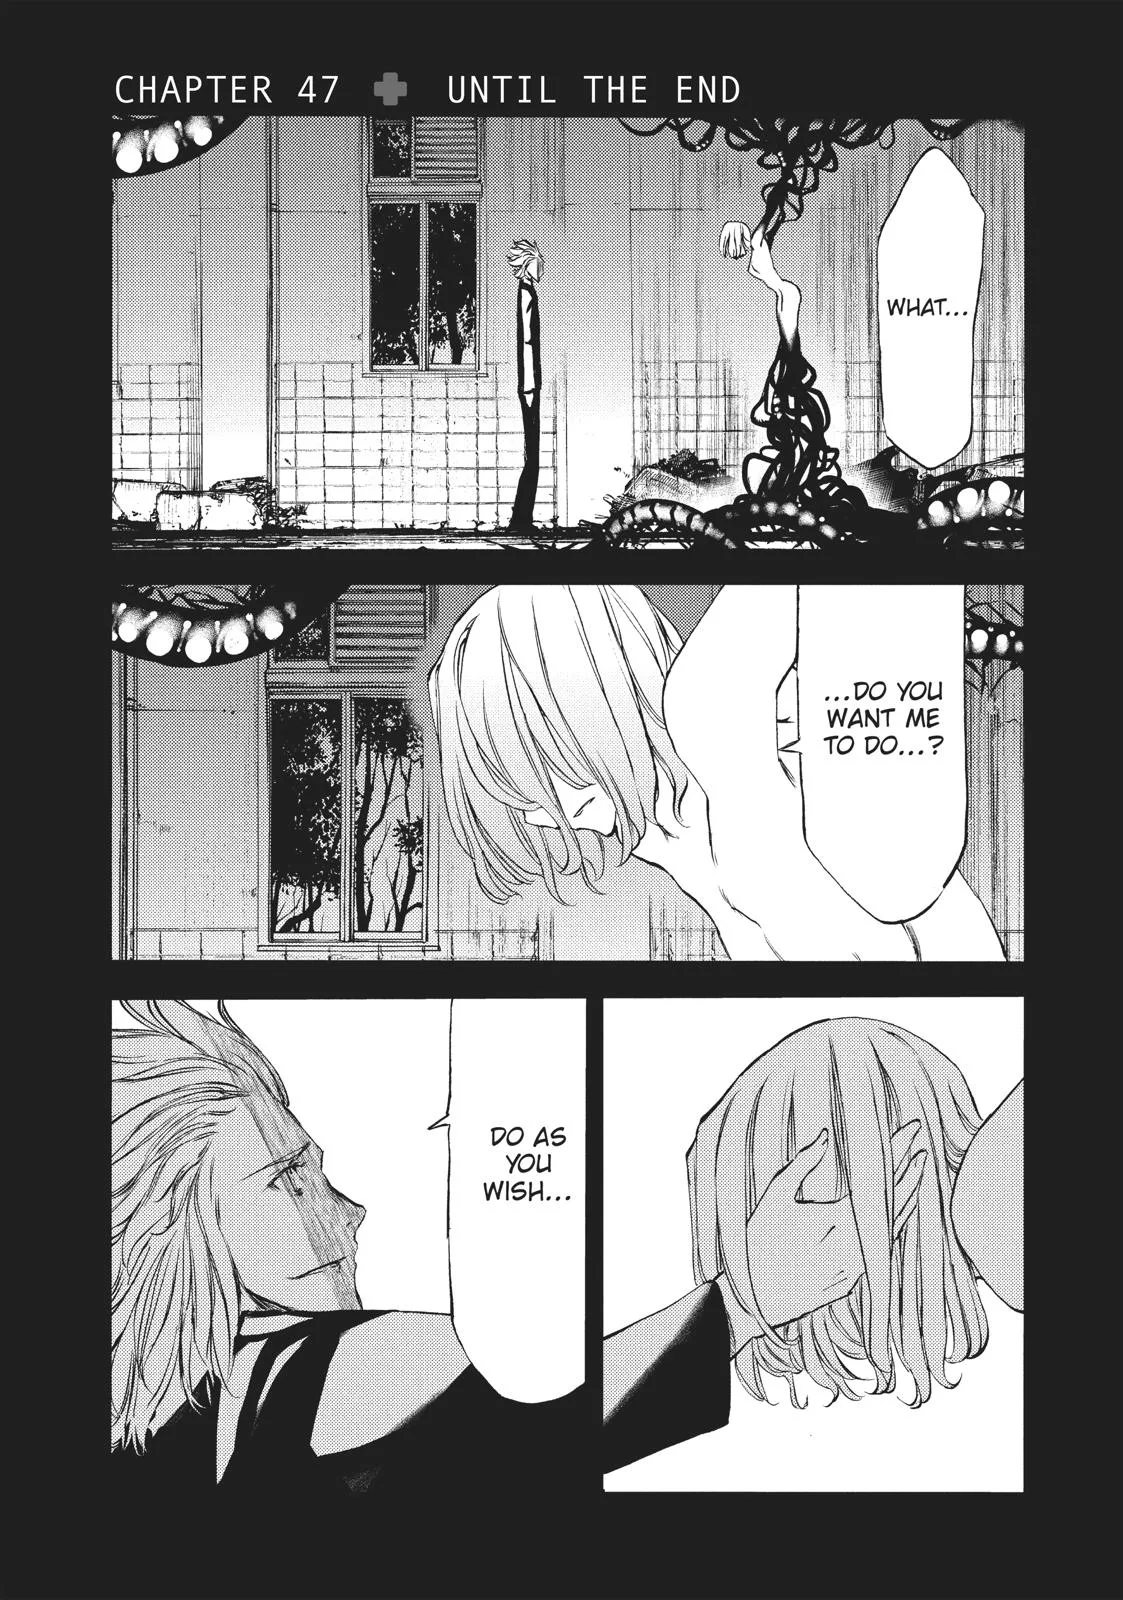 CHAPTER 47 ✚ UNTIL THE END
WHAT...
...DO YOU
WANT ME
TO DO...?
DO AS
YOU
WISH...